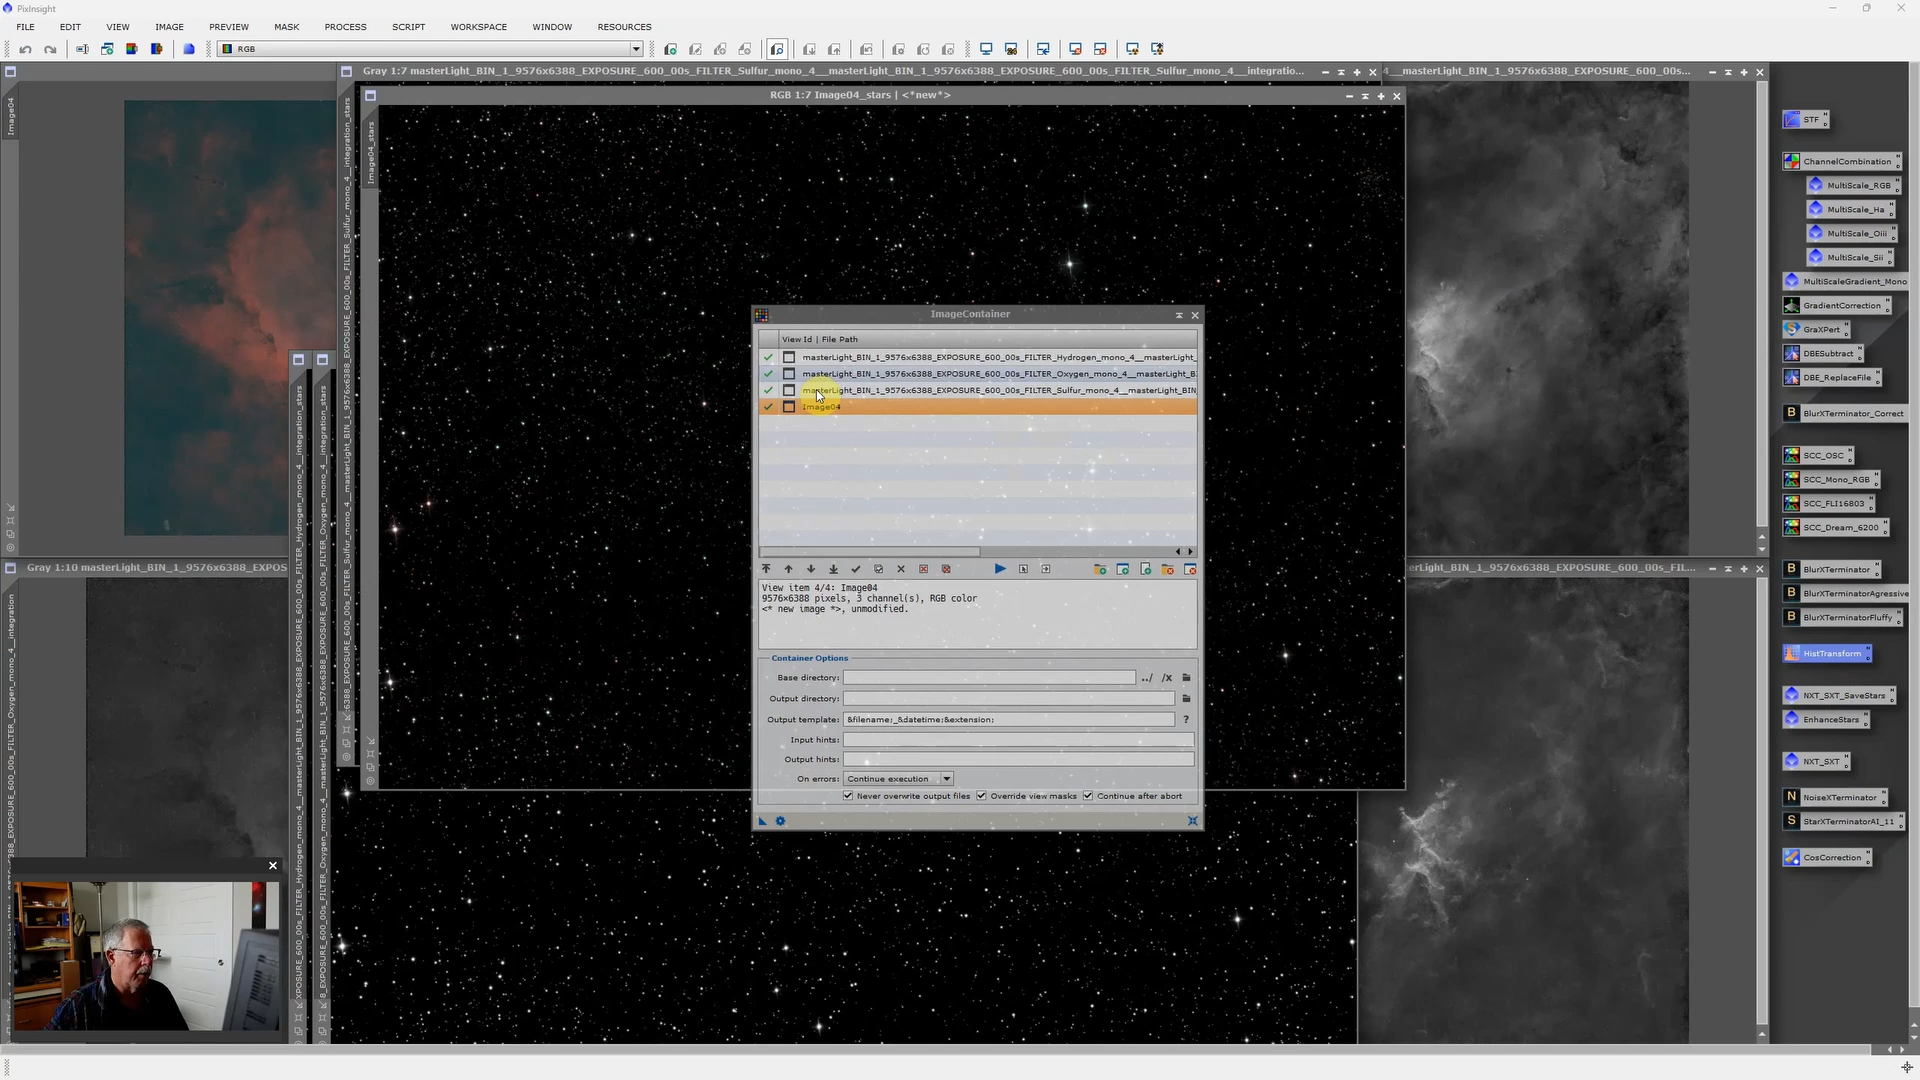 PixInsight
FILE EDIT VIEW IMAGE PREVIEW MASK PROCESS SCRIPT WORKSPACE WINDOW RESOURCES
RGB
Gray 1:7 masterLight_BIN_1_9576x6388_EXPOSURE_600_00s_FILTER_Sulfur_mono_4__masterLight_BIN_1_9576x6388_EXPOSURE_600_00s_FILTER_Sulfur_mono_4__integratio...
4__masterLight_BIN_1_9576x6388_EXPOSURE_600_00s...
RGB 1:7 Image04_stars | <*new*>
Image04
Image04_stars
STF
ChannelCombination
MultiScale_RGB
MultiScale_Ha
MultiScale_Oiii
MultiScale_Sii
MultiScaleGradient_Mono
GradientCorrection
GraXPert
DBESubtract
DBE_ReplaceFile
BlurXTerminator_Correct
SCC_OSC
SCC_Mono_RGB
SCC_FLI16803
SCC_Dream_6200
BlurXTerminator
BlurXTerminatorAgressive
BlurXTerminatorFluffy
HistTransform
NXT_SXT_SaveStars
EnhanceStars
NXT_SXT
NoiseXTerminator
StarXTerminatorAI_11
CosCorrection
ImageContainer
View Id | File Path
masterLight_BIN_1_9576x6388_EXPOSURE_600_00s_FILTER_Hydrogen_mono_4__masterLight_
masterLight_BIN_1_9576x6388_EXPOSURE_600_00s_FILTER_Oxygen_mono_4__masterLight_B
masterLight_BIN_1_9576x6388_EXPOSURE_600_00s_FILTER_Sulfur_mono_4__masterLight_BIN
Image04
View item 4/4: Image04
9576x6388 pixels, 3 channel(s), RGB color
<* new image *>, unmodified.
Container Options
Base directory: ../ /x
Output directory:
Output template: &filename;_&datetime;&extension; ?
Input hints:
Output hints:
On errors: Continue execution
Never overwrite output files Override view masks Continue after abort
Gray 1:10 masterLight_BIN_1_9576x6388_EXPOS
erLight_BIN_1_9576x6388_EXPOSURE_600_00s_FIL...